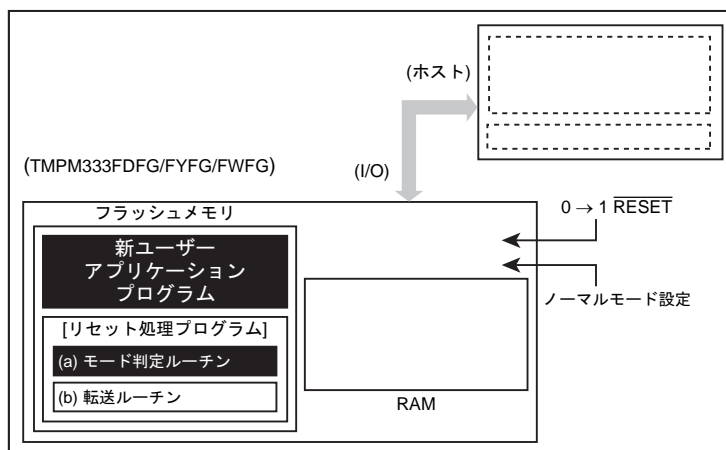 (ホスト)
(TMPM333FDFG/FYFG/FWFG)
(I/O)
フラッシュメモリ
0 → 1 RESET
新ユーザー
アプリケーション
プログラム
ノーマルモード設定
[リセット処理プログラム]
(a) モード判定ルーチン
(b) 転送ルーチン
RAM